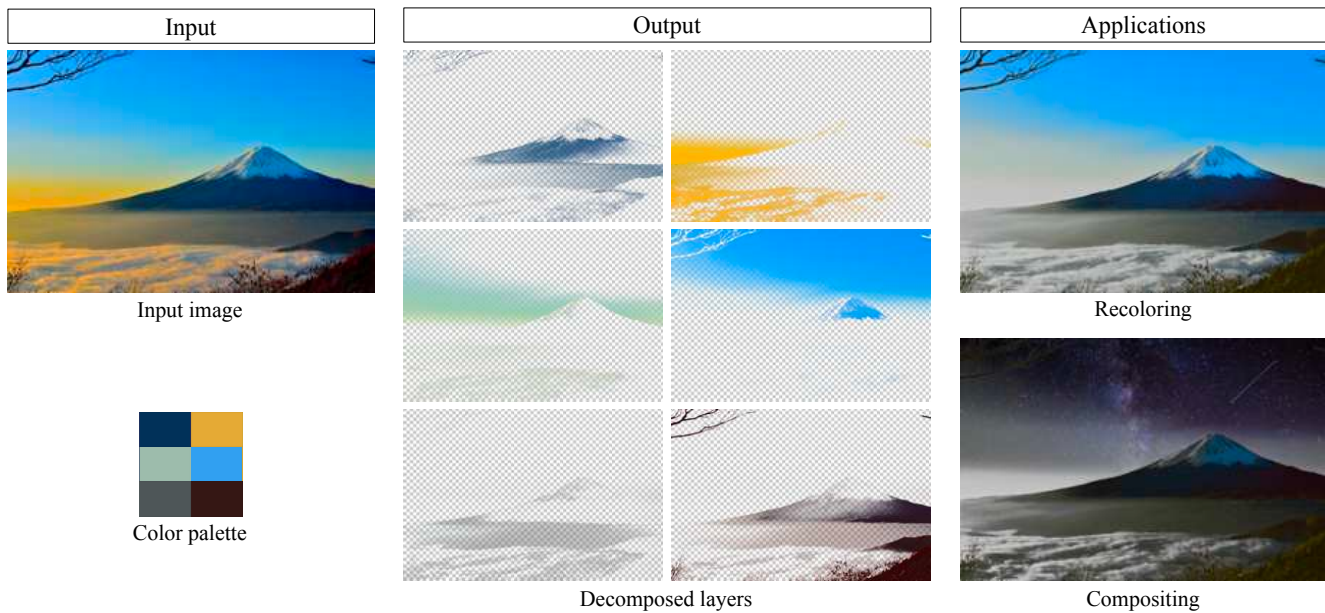 Input
Output
Applications
Input image
Recoloring
Color palette
Decomposed layers
Compositing